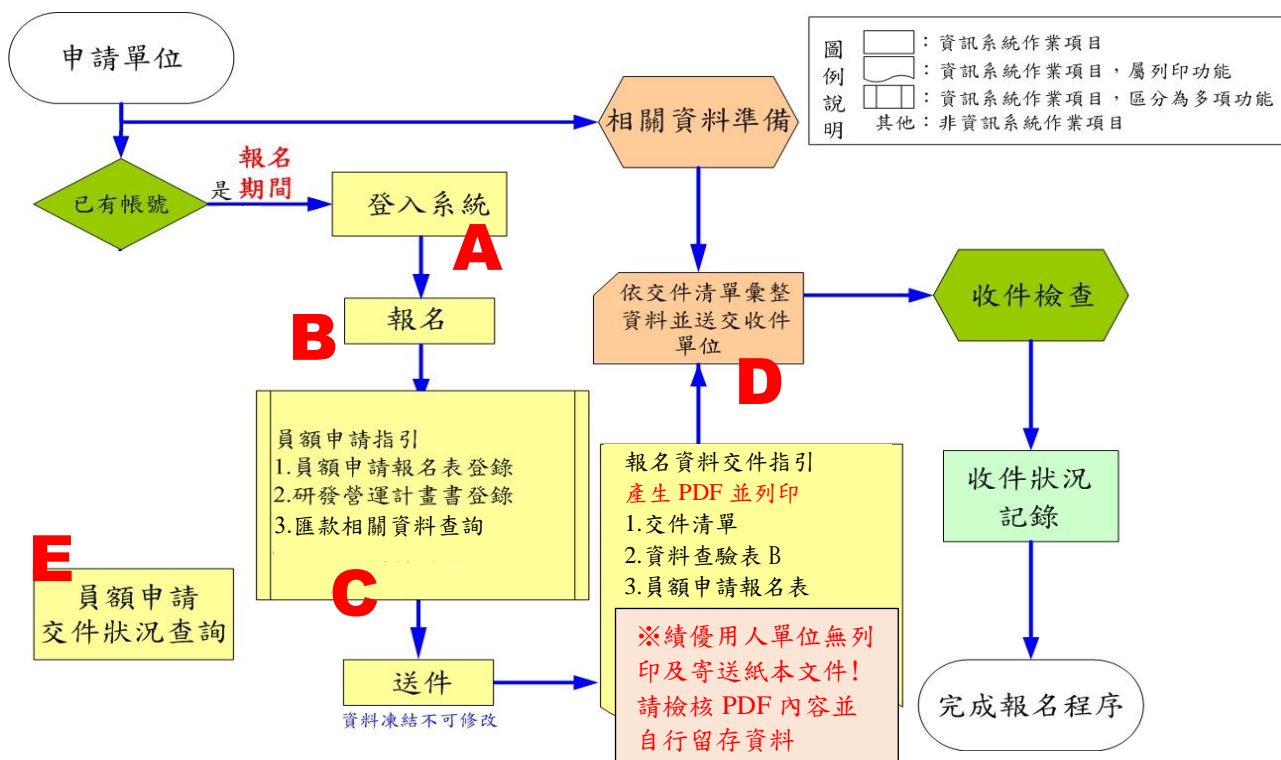 申請單位
圖例說明
：資訊系統作業項目
：資訊系統作業項目，屬列印功能
：資訊系統作業項目，區分為多項功能
其他：非資訊系統作業項目
相關資料準備
已有帳號
是
報名
期間
登入系統
A
報名
B
依交件清單彙整
資料並送交收件
單位
D
收件檢查
員額申請指引
1.員額申請報名表登錄
2.研發營運計畫書登錄
3.匯款相關資料查詢
C
報名資料交件指引
產生 PDF 並列印
1.交件清單
2.資料查驗表 B
3.員額申請報名表
※績優用人單位無列
印及寄送紙本文件!
請檢核 PDF 內容並
自行留存資料
收件狀況
記錄
E
員額申請
交件狀況查詢
送件
資料凍結不可修改
完成報名程序